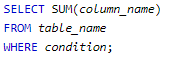 SELECT SUM(column_name)
FROM table_name
WHERE condition;